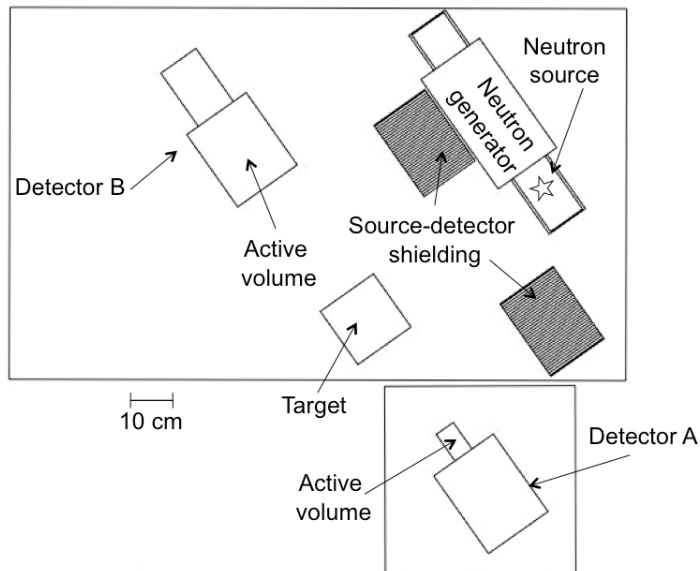 Neutron
source
Neutron
generator
Detector B
Active
volume
Source-detector
shielding
Target
10 cm
Detector A
Active
volume